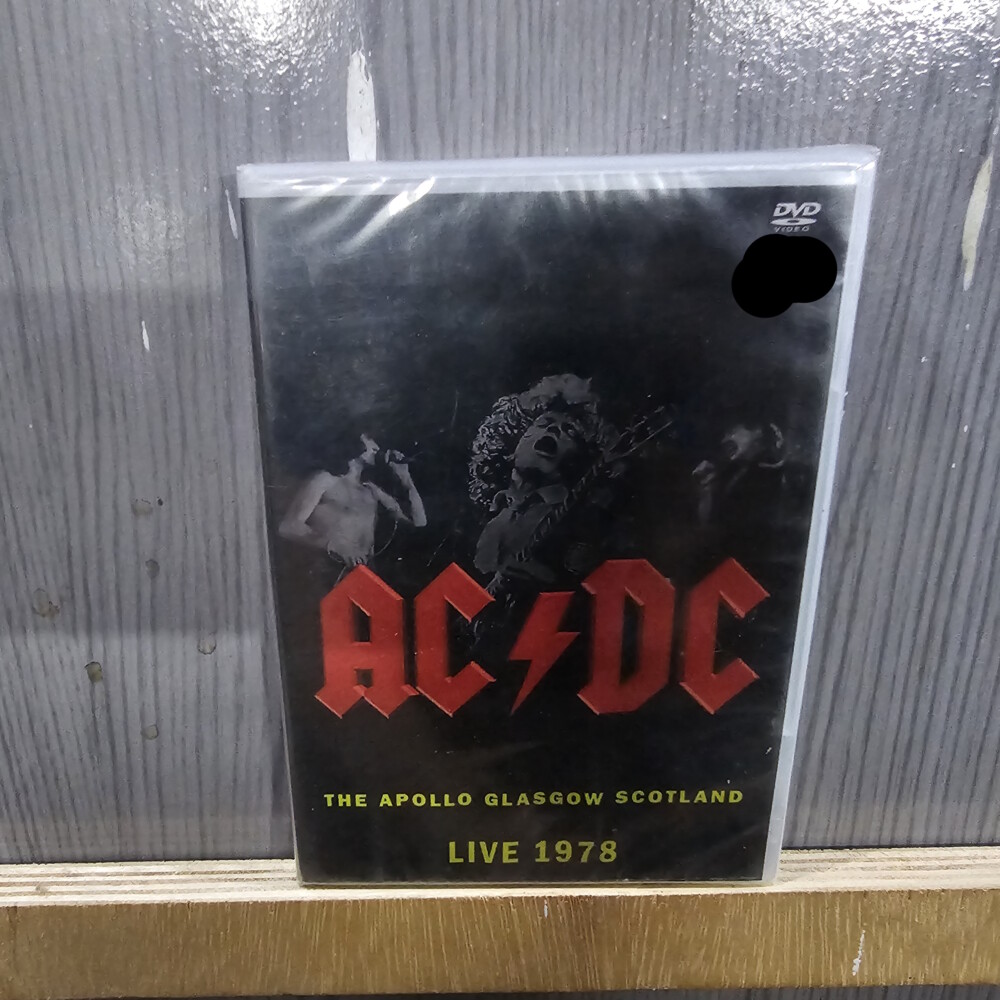 DVD
VIDEO
AC⚡DC
THE APOLLO GLASGOW SCOTLAND
LIVE 1978